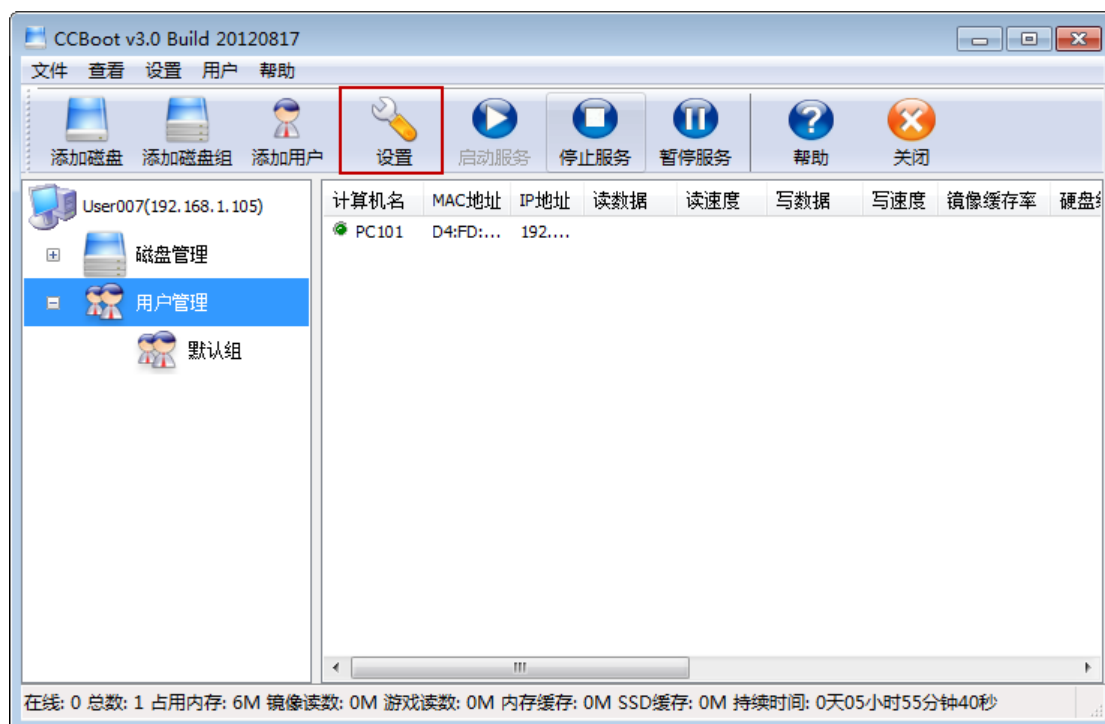 CCBoot v3.0 Build 20120817
文件 查看 设置 用户 帮助
添加磁盘 添加磁盘组 添加用户 设置 启动服务 停止服务 暂停服务 帮助 关闭
User007(192.168.1.105)
磁盘管理
用户管理
默认组
计算机名 MAC地址 IP地址 读数据 读速度 写数据 写速度 镜像缓存率 硬盘
PC101 D4:FD:... 192....
在线: 0 总数: 1 占用内存: 6M 镜像读数: 0M 游戏读数: 0M 内存缓存: 0M SSD缓存: 0M 持续时间: 0天05小时55分钟40秒